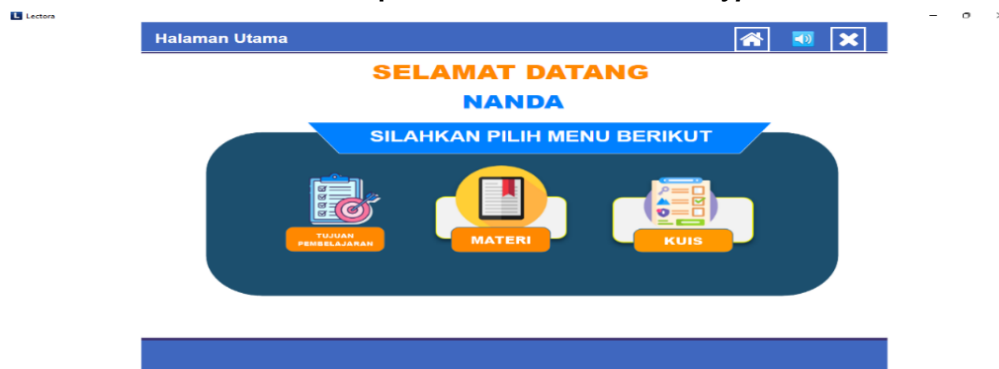 Lectora
Halaman Utama
SELAMAT DATANG
NANDA
SILAHKAN PILIH MENU BERIKUT
TUJUAN
PEMBELAJARAN
MATERI
KUIS